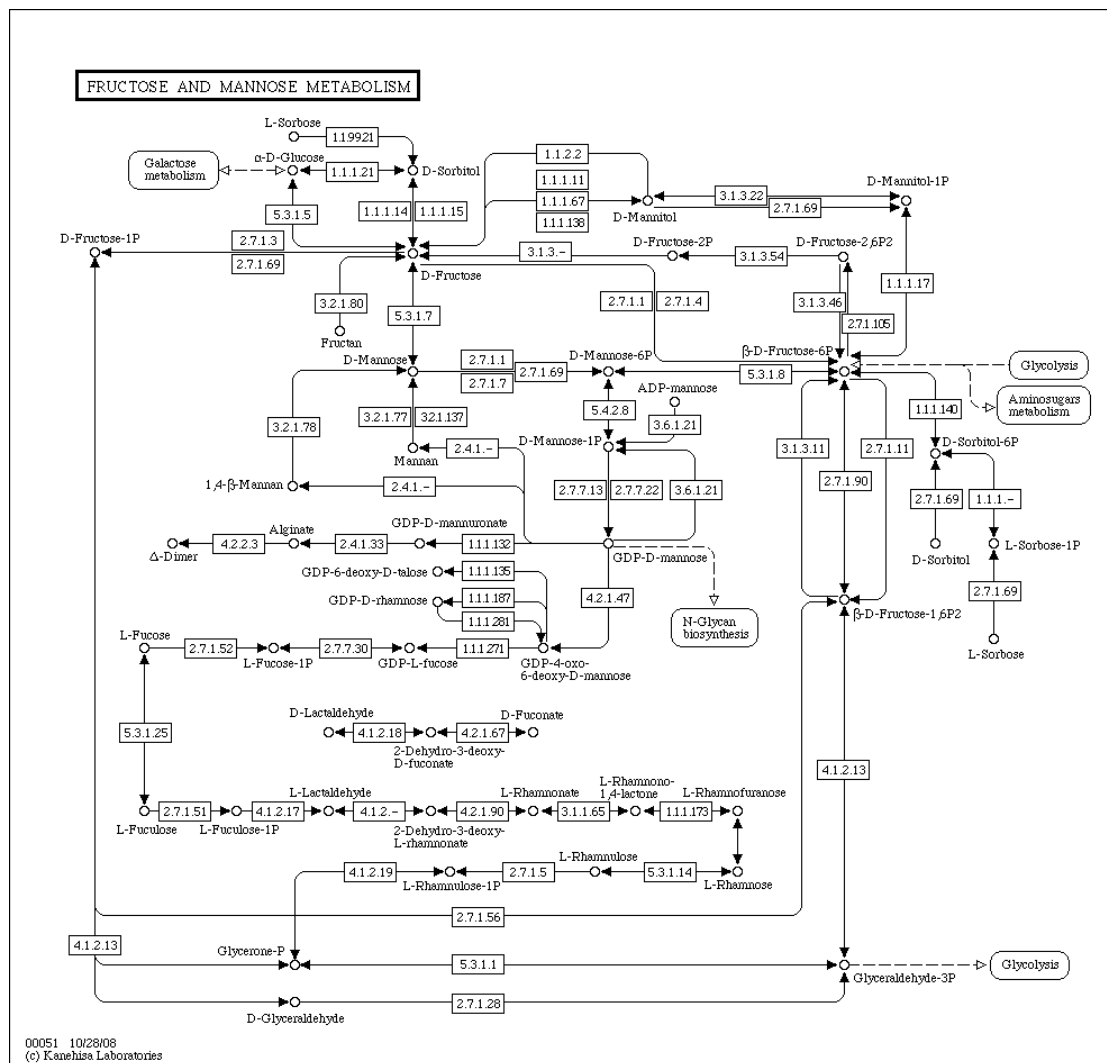 FRUCTOSE AND MANNOSE METABOLISM
L-Sorbose
1.1.99.21
Galactose
metabolism
α-D-Glucose
1.1.1.21
D-Sorbitol
1.1.2.2
1.1.1.11
1.1.1.67
1.1.1.138
D-Mannitol
3.1.3.22
2.7.1.69
D-Mannitol-1P
5.3.1.5
1.1.1.14
1.1.1.15
D-Fructose-1P
2.7.1.3
2.7.1.69
D-Fructose
3.1.3.-
D-Fructose-2P
3.1.3.54
D-Fructose-2,6P2
1.1.1.17
3.2.1.80
Fructan
5.3.1.7
2.7.1.1
2.7.1.4
3.1.3.46
2.7.1.105
D-Mannose
2.7.1.1
2.7.1.69
2.7.1.7
D-Mannose-6P
5.3.1.8
β-D-Fructose-6P
Glycolysis
Aminosugars
metabolism
ADP-mannose
5.4.2.8
3.6.1.21
1.1.1.140
3.2.1.78
3.2.1.77
3.2.1.137
Mannan
2.4.1.-
D-Mannose-1P
3.1.3.11
2.7.1.11
D-Sorbitol-6P
1,4-β-Mannan
2.4.1.-
2.7.7.13
2.7.7.22
3.6.1.21
2.7.1.90
2.7.1.69
1.1.1.-
Δ-Dimer
4.2.2.3
Alginate
2.4.1.33
GDP-D-mannuronate
1.1.1.132
GDP-D-mannose
D-Sorbitol
L-Sorbose-1P
GDP-6-deoxy-D-talose
1.1.1.135
GDP-D-rhamnose
1.1.1.187
1.1.1.281
4.2.1.47
N-Glycan
biosynthesis
β-D-Fructose-1,6P2
2.7.1.69
L-Sorbose
L-Fucose
2.7.1.52
L-Fucose-1P
2.7.7.30
GDP-L-fucose
1.1.1.271
GDP-4-oxo-
6-deoxy-D-mannose
5.3.1.25
D-Lactaldehyde
4.1.2.18
2-Dehydro-3-deoxy-
D-fuconate
4.2.1.67
D-Fuconate
4.1.2.13
L-Fuculose
2.7.1.51
L-Fuculose-1P
4.1.2.17
L-Lactaldehyde
4.1.2.-
2-Dehydro-3-deoxy-
L-rhamnonate
4.2.1.90
L-Rhamnonate
3.1.1.65
L-Rhamnono-
1,4-lactone
1.1.1.173
L-Rhamnofuranose
4.1.2.19
L-Rhamnulose-1P
2.7.1.5
L-Rhamnulose
5.3.1.14
L-Rhamnose
2.7.1.56
4.1.2.13
Glycerone-P
5.3.1.1
Glyceraldehyde-3P
Glycolysis
D-Glyceraldehyde
2.7.1.28
00051 10/28/08
(c) Kanehisa Laboratories